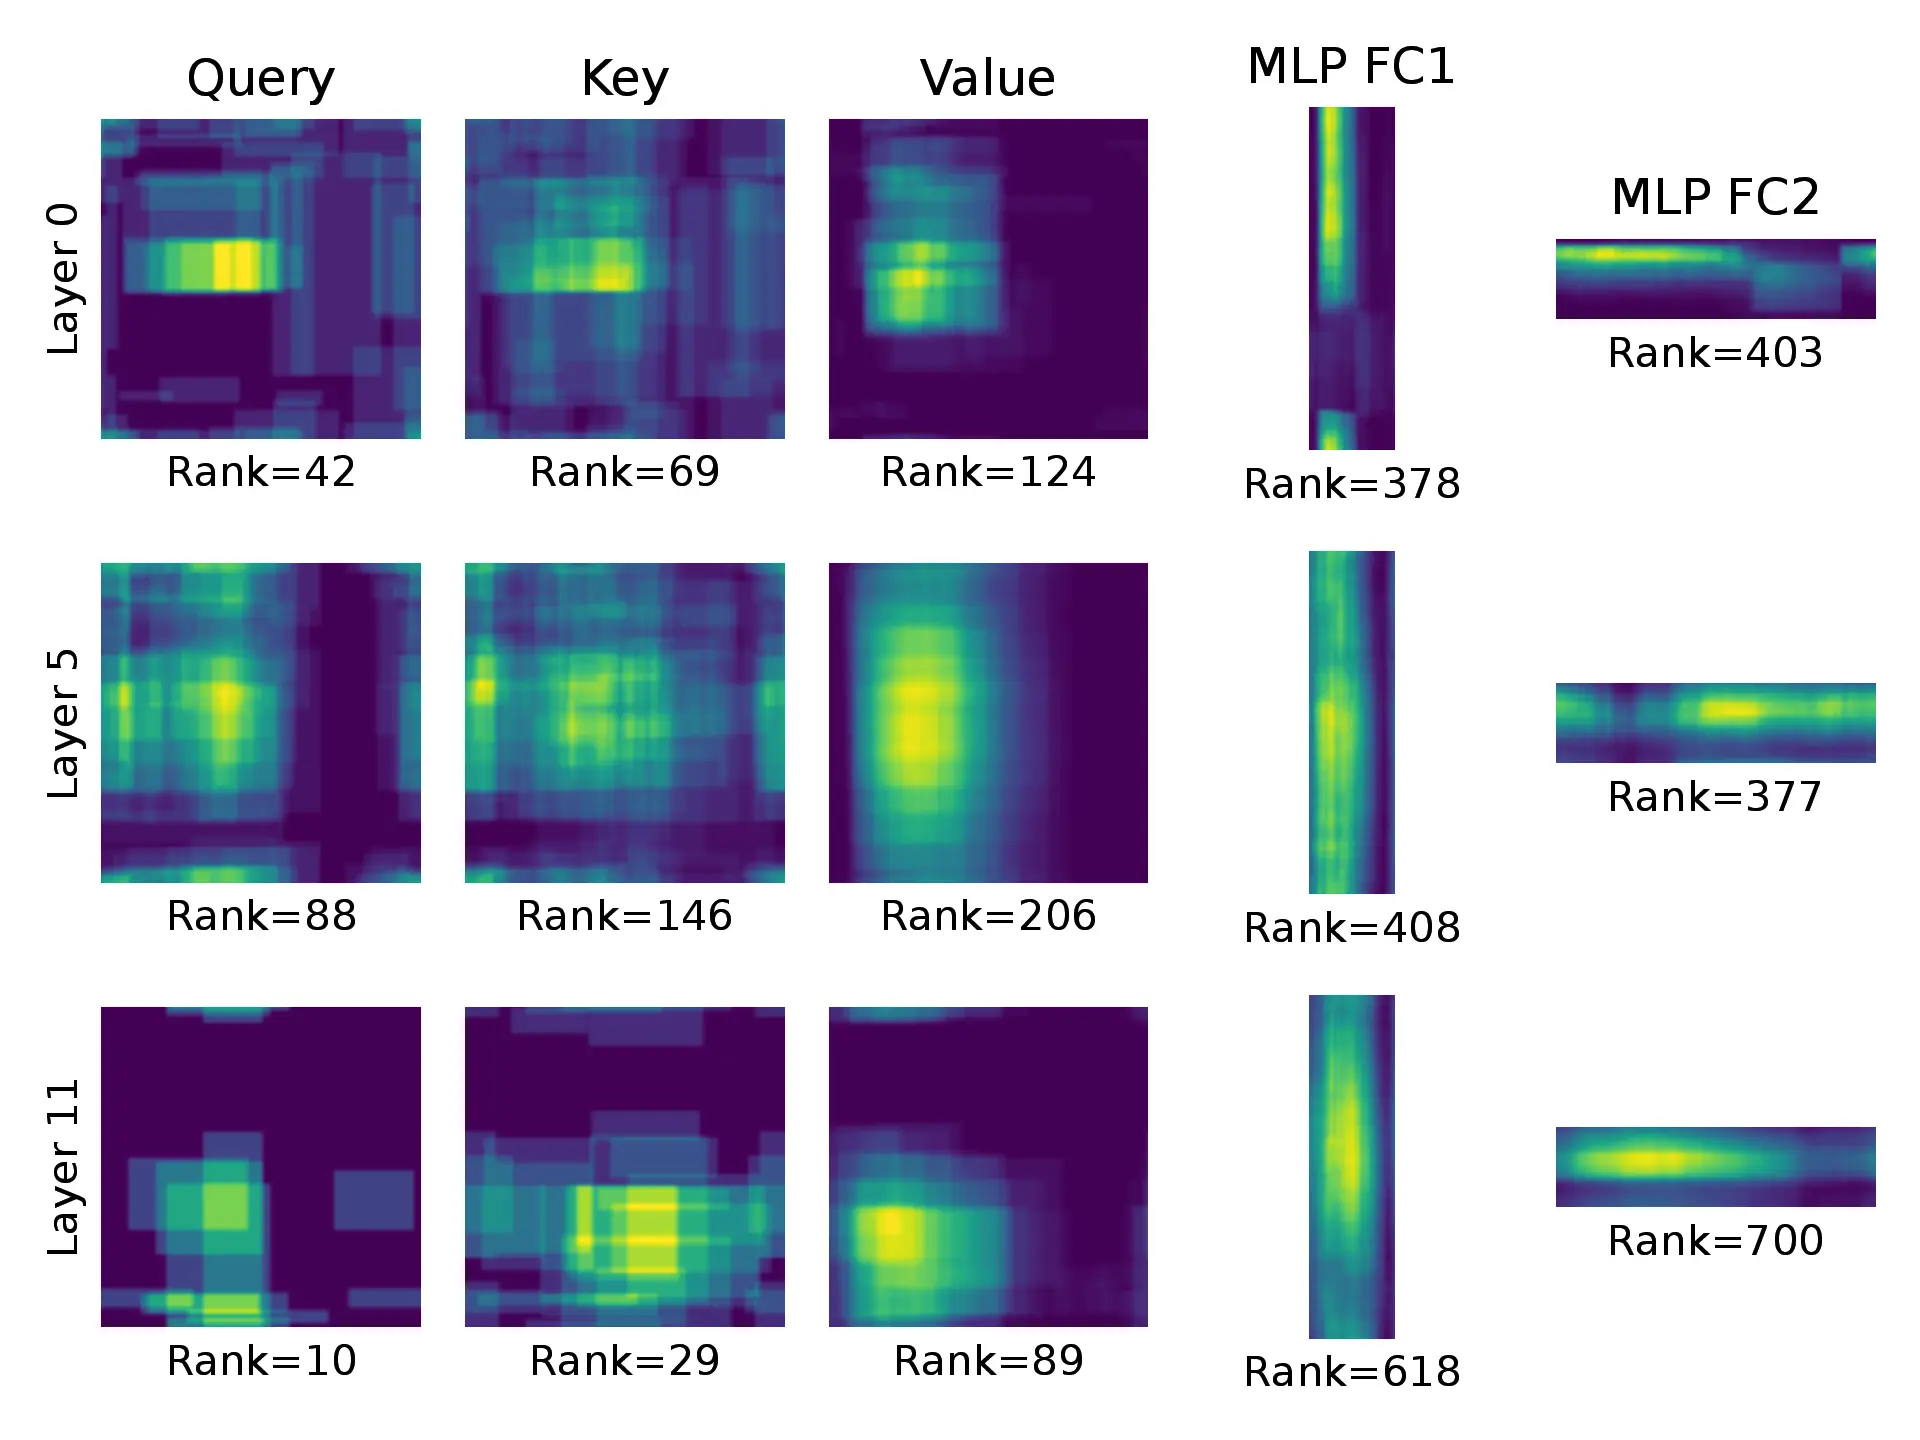 Query
Key
Value
MLP FC1
MLP FC2
Layer 0
Rank=42
Rank=69
Rank=124
Rank=378
Rank=403
Layer 5
Rank=88
Rank=146
Rank=206
Rank=408
Rank=377
Layer 11
Rank=10
Rank=29
Rank=89
Rank=618
Rank=700